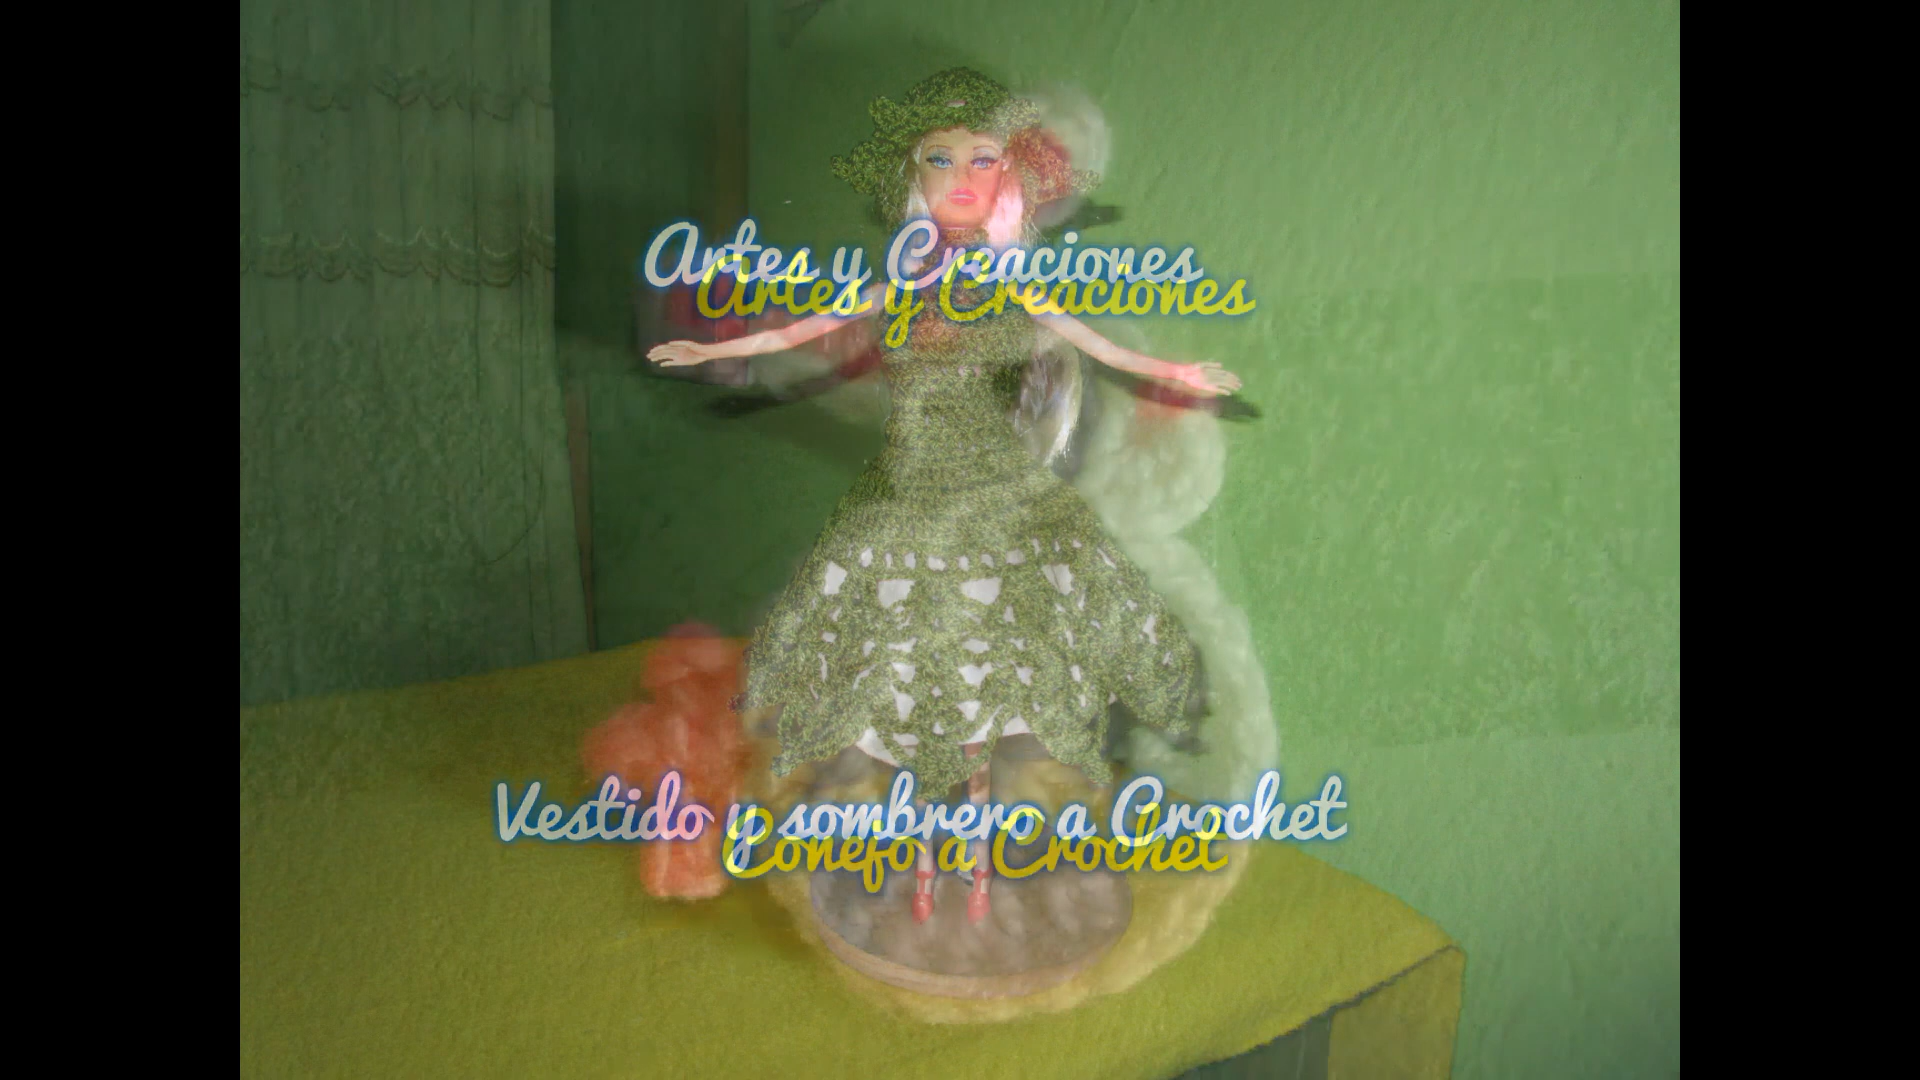 Artes y Creaciones
Artes y Creaciones
Vestido y sombrero a Crochet
Conejo a Crochet